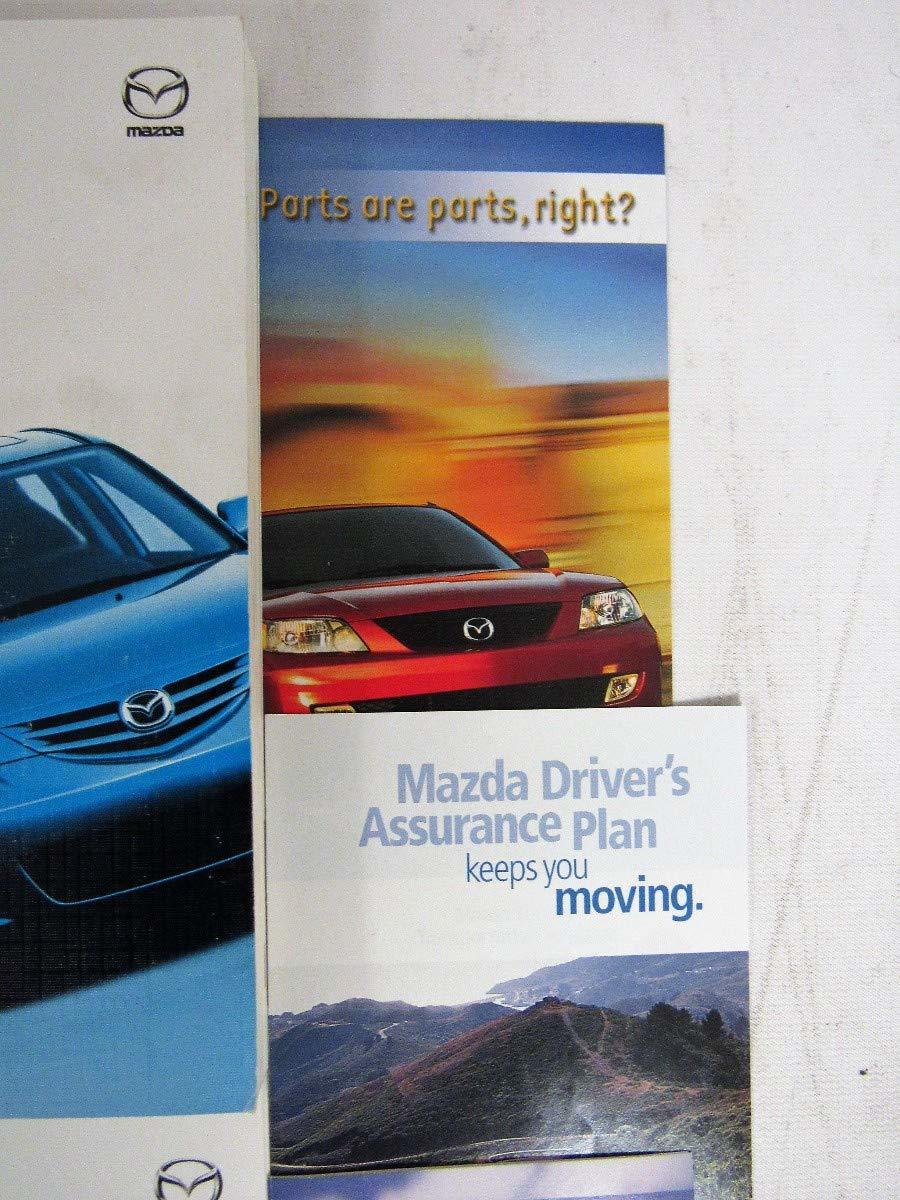 mazda
Parts are parts, right?
Mazda Driver's
Assurance Plan
keeps you
moving.